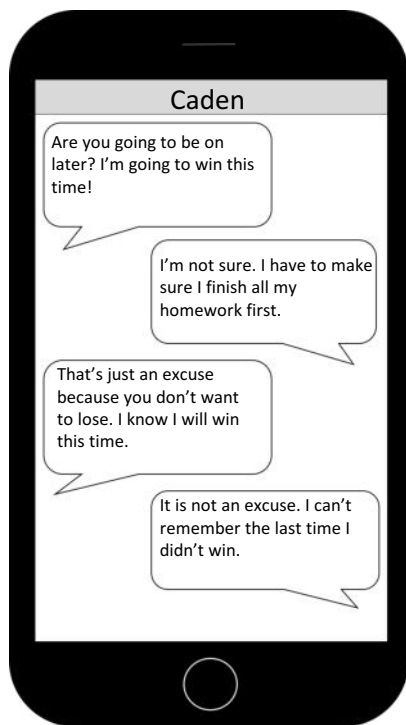 Caden
Are you going to be on
later? I’m going to win this
time!
I’m not sure. I have to make
sure I finish all my
homework first.
That’s just an excuse
because you don’t want
to lose. I know I will win
this time.
It is not an excuse. I can’t
remember the last time I
didn’t win.